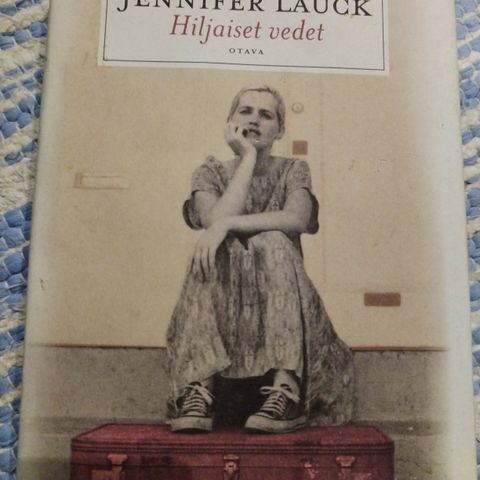 JENNIFER LAUCK
Hiljaiset vedet
OTAVA